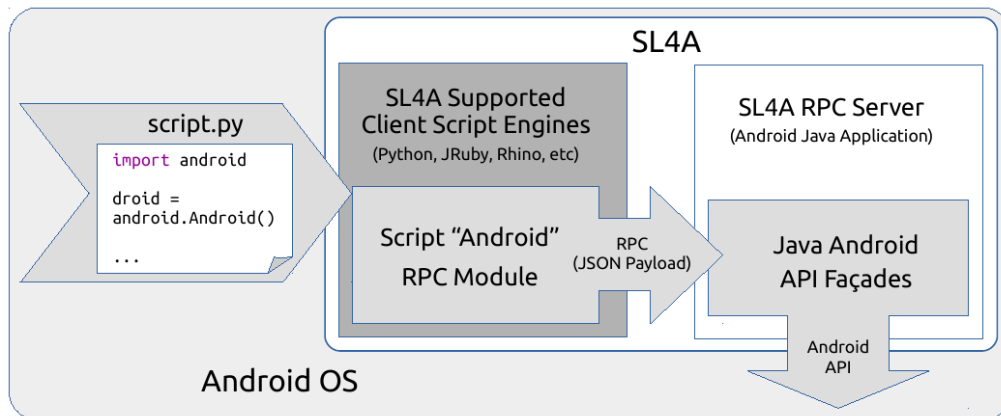 SL4A
script.py
import android
droid =
android.Android()
...
SL4A Supported
Client Script Engines
(Python, JRuby, Rhino, etc)
Script “Android”
RPC Module
RPC
(JSON Payload)
SL4A RPC Server
(Android Java Application)
Java Android
API Façades
Android
API
Android OS